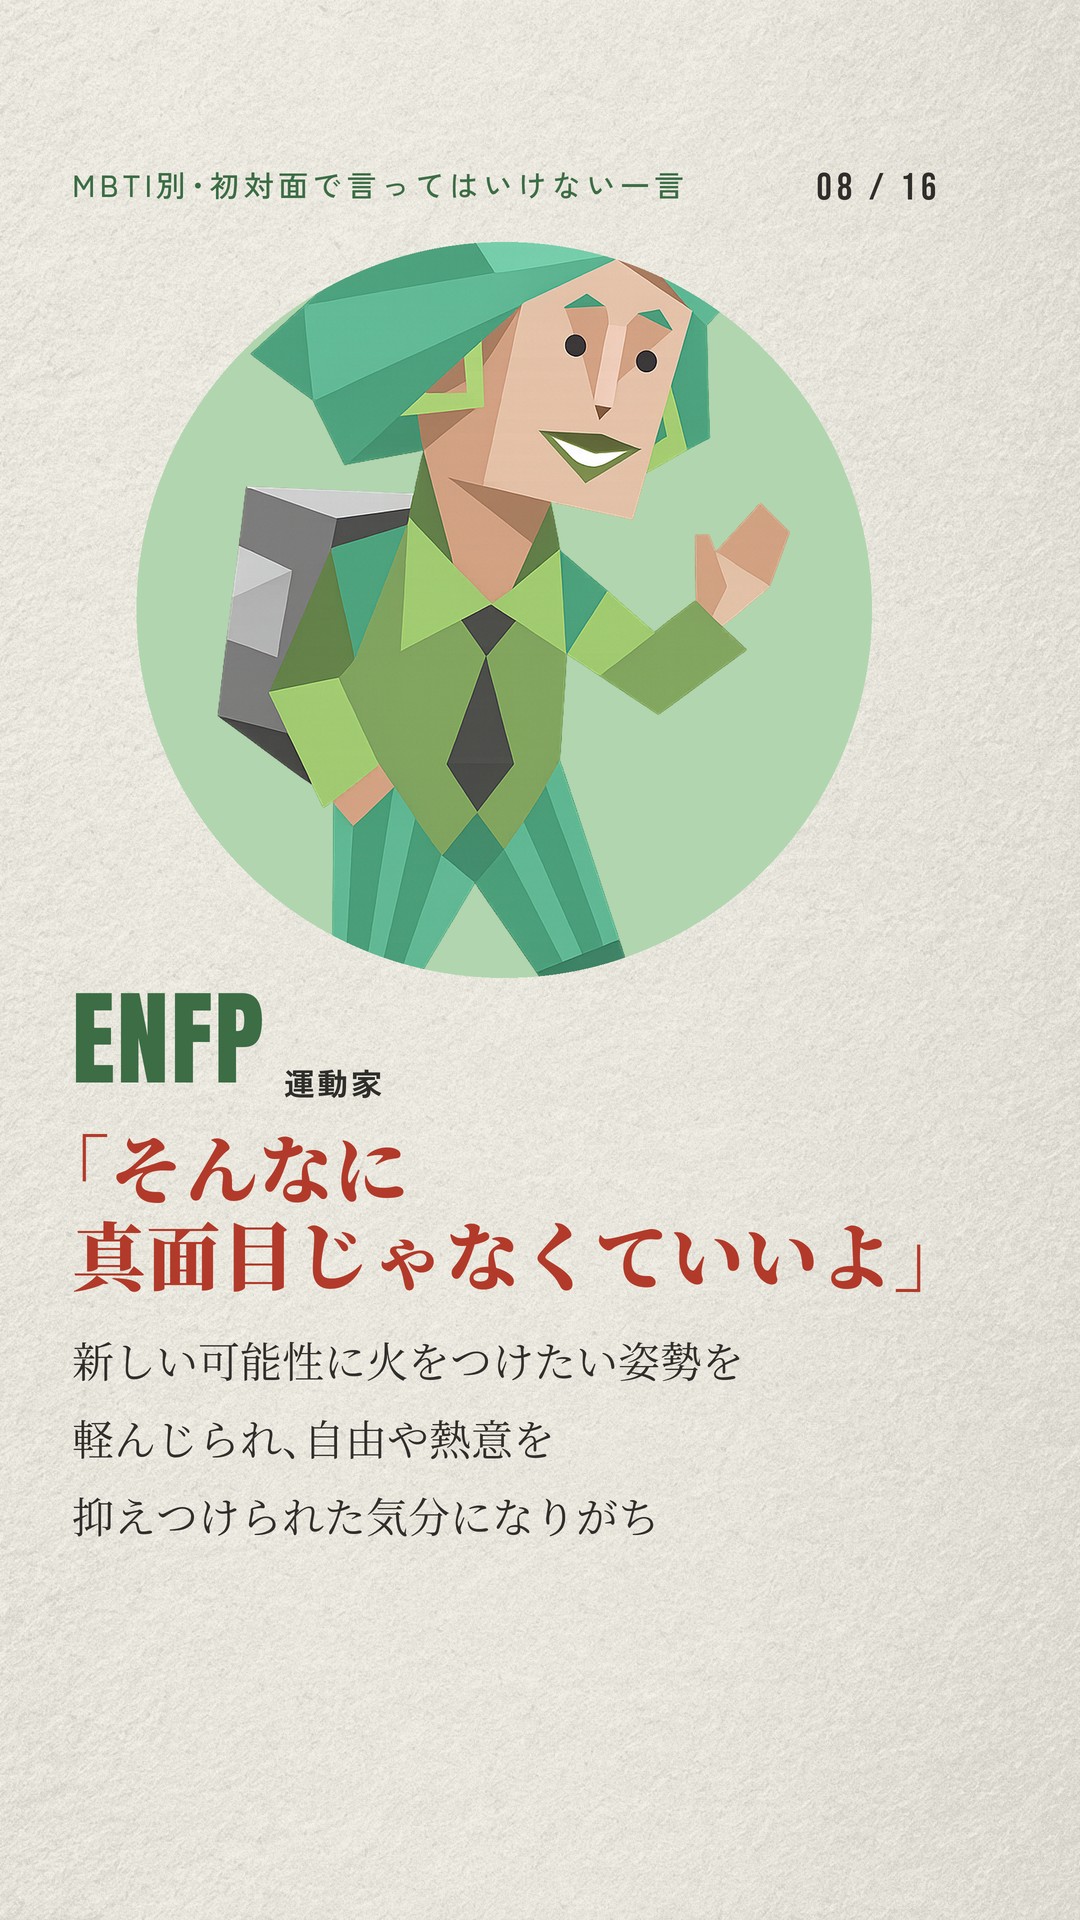 MBTI別・初対面で言ってはいけない一言
08 / 16
ENFP
運動家
「そんなに
真面目じゃなくていいよ」
新しい可能性に火をつけたい姿勢を
軽んじられ、自由や熱意を
抑えつけられた気分になりがち